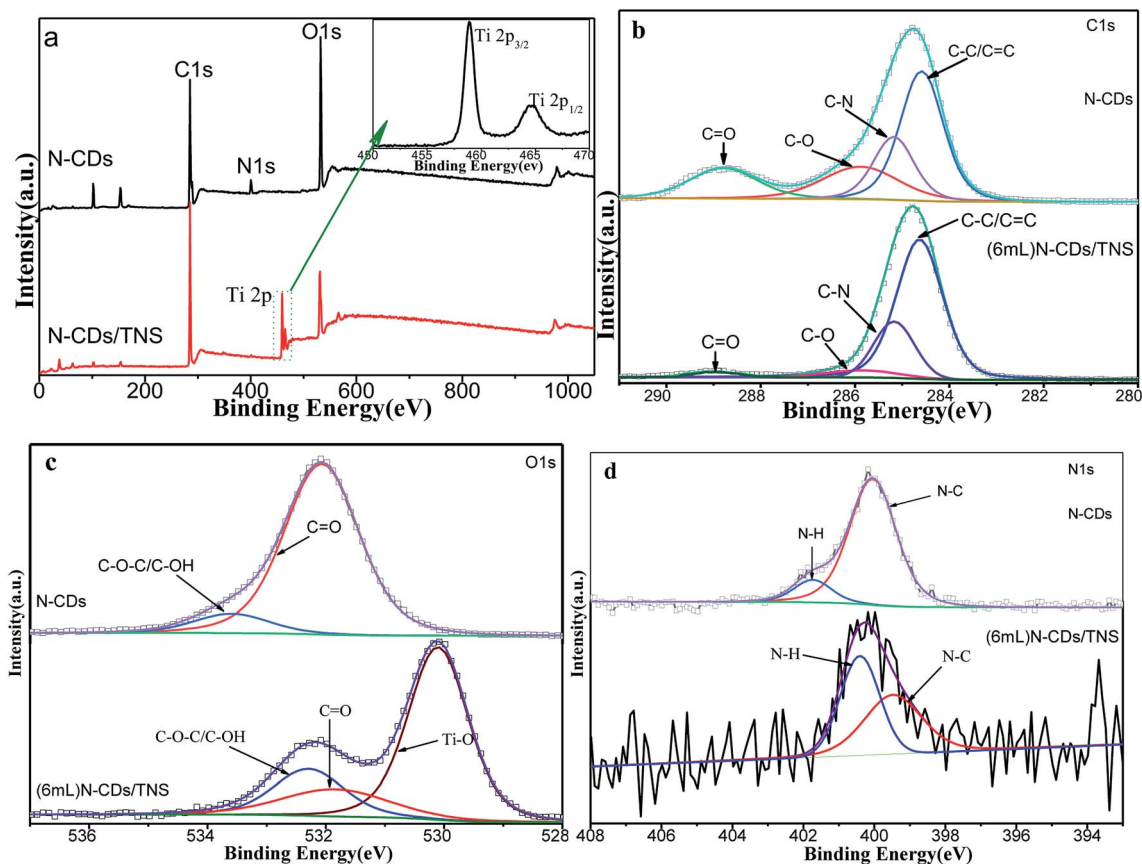 a
O1s
C1s
N-CDs
N1s
Ti 2p3/2
Ti 2p1/2
450 455 460 465 470
Binding Energy(ev)
Ti 2p
N-CDs/TNS
Intensity(a.u.)
0 200 400 600 800 1000
Binding Energy(eV)
b
C1s
C-C/C=C
N-CDs
C-N
C-O
C=O
C-C/C=C
(6mL)N-CDs/TNS
C-N
C-O
C=O
Intensity(a.u.)
290 288 286 284 282 280
Binding Energy(eV)
c
O1s
C=O
C-O-C/C-OH
N-CDs
C=O
C-O-C/C-OH
Ti-O
(6mL)N-CDs/TNS
Intensity(a.u.)
536 534 532 530 528
Binding Energy(eV)
d
N1s
N-C
N-CDs
N-H
(6mL)N-CDs/TNS
N-H
N-C
Intensity(a.u.)
408 406 404 402 400 398 396 394
Binding Energy(eV)